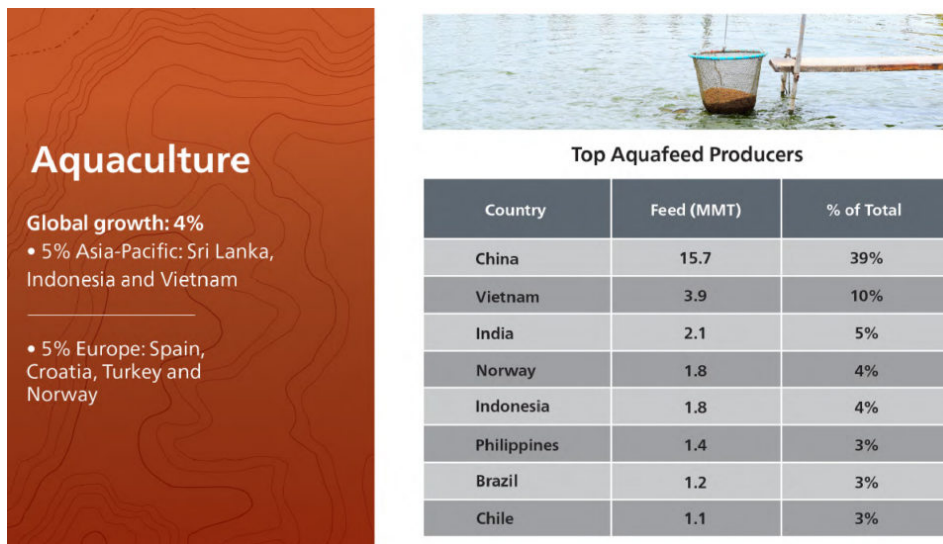 Aquaculture
Global growth: 4%
• 5% Asia-Pacific: Sri Lanka,
Indonesia and Vietnam
• 5% Europe: Spain,
Croatia, Turkey and
Norway
Top Aquafeed Producers
Country Feed (MMT) % of Total
China 15.7 39%
Vietnam 3.9 10%
India 2.1 5%
Norway 1.8 4%
Indonesia 1.8 4%
Philippines 1.4 3%
Brazil 1.2 3%
Chile 1.1 3%